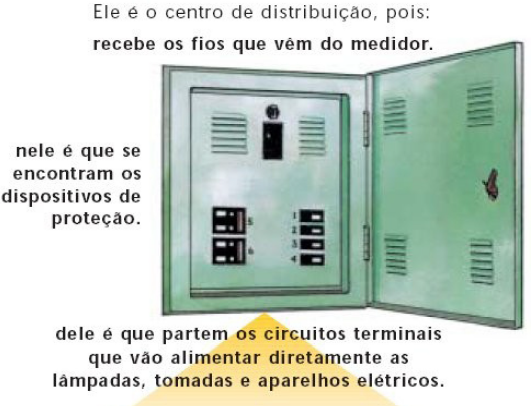 Ele é o centro de distribuição, pois:
recebe os fios que vêm do medidor.
nele é que se
encontram os
dispositivos de
proteção.
5
6
1
2
3
4
dele é que partem os circuitos terminais
que vão alimentar diretamente as
lâmpadas, tomadas e aparelhos elétricos.